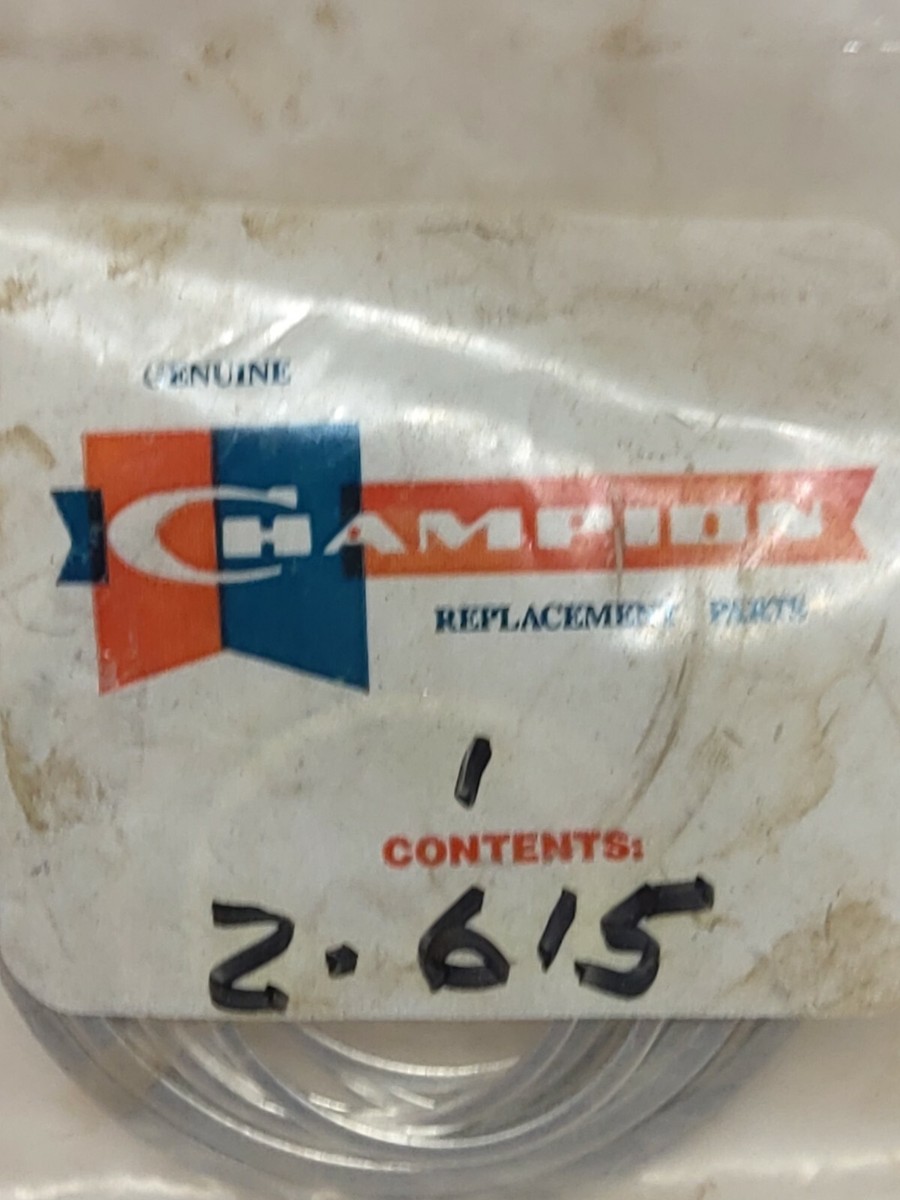 GENUINE
CHAMPION
REPLACEMENT PARTS
1
CONTENTS:
2.615